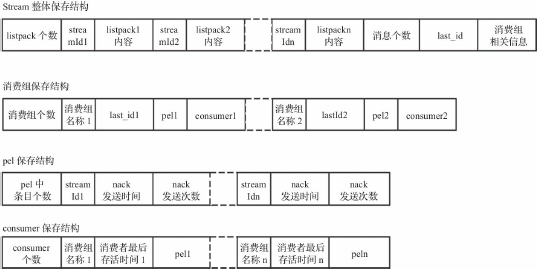 Stream 整体保存结构
listpack 个数 streamId1 listpack1 内容 streamId2 listpack2 内容 streamIdn listpackn 内容 消息个数 last_id 消费组相关信息
消费组保存结构
消费组个数 消费组名称 1 last_id1 pel1 consumer1 消费组名称 2 lastId2 pel2 consumer2
pel 保存结构
pel 中条目个数 streamId1 nack 发送时间 nack 发送次数 streamIdn nack 发送时间 nack 发送次数
consumer 保存结构
consumer 个数 消费组名称 1 消费者最后存活时间 1 pel1 消费组名称 n 消费者最后存活时间 n peln